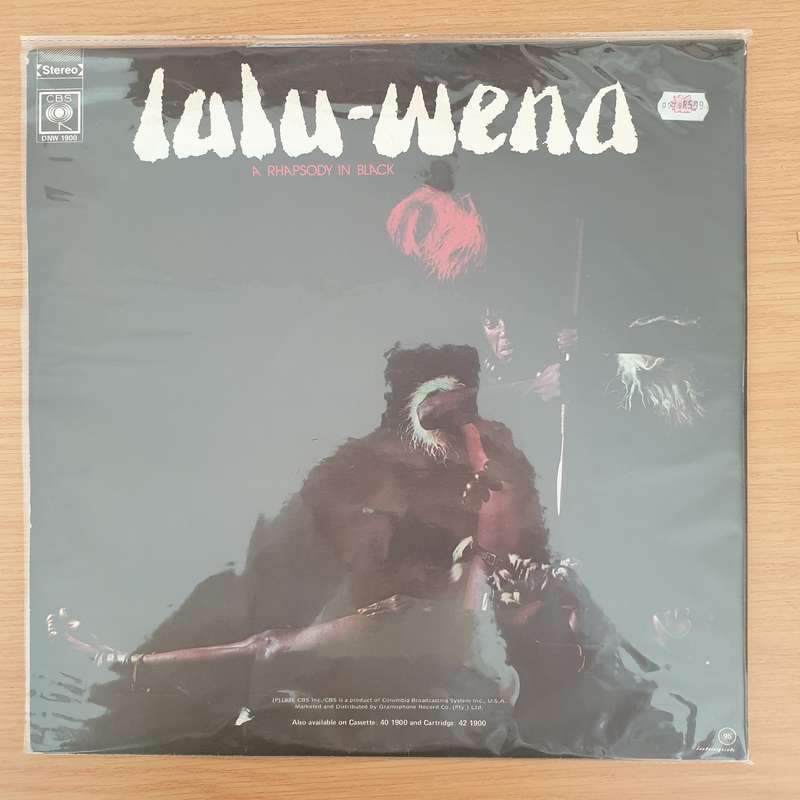 Stereo
CBS
DNW 1900
lulu-wena
A RHAPSODY IN BLACK
CBS Inc./CBS is a product of Columbia Broadcasting System Inc., U.S.A.
Marketed and Distributed by Gramophone Record Co. (Pty.) Ltd.
Also available on Cassette: 40 1900 and Cartridge: 42 1900
95